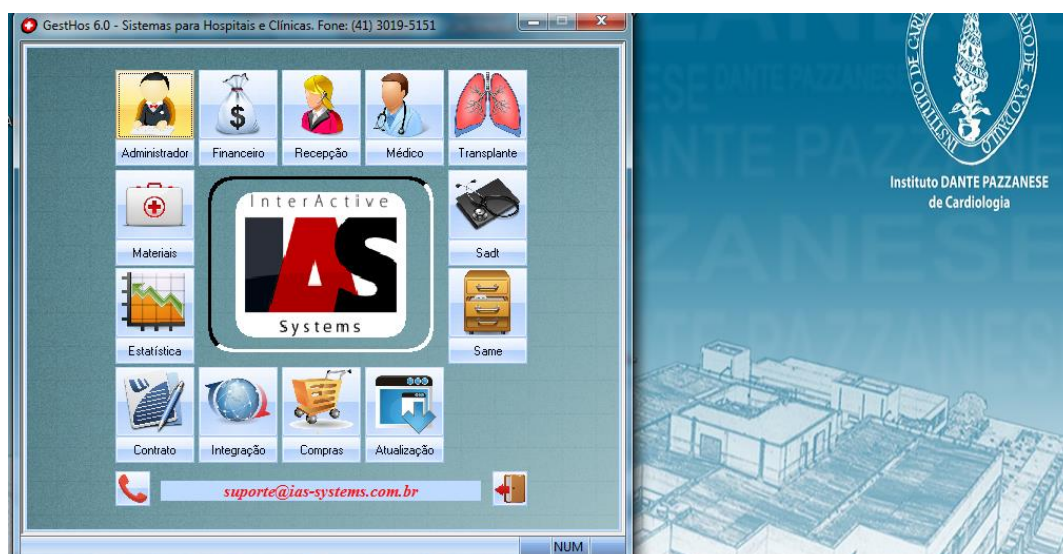 GestHos 6.0 - Sistemas para Hospitais e Clínicas. Fone: (41) 3019-5151
Administrador
Financeiro
Recepção
Médico
Transplante
Materiais
InterActive
IAS
Systems
Sadt
Estatística
Same
Contrato
Integração
Compras
Atualização
suporte@ias-systems.com.br
NUM
INSTITUTO DE CARDIOLOGIA DO ESTADO DE SÃO PAULO
Instituto DANTE PAZZANESE
de Cardiologia